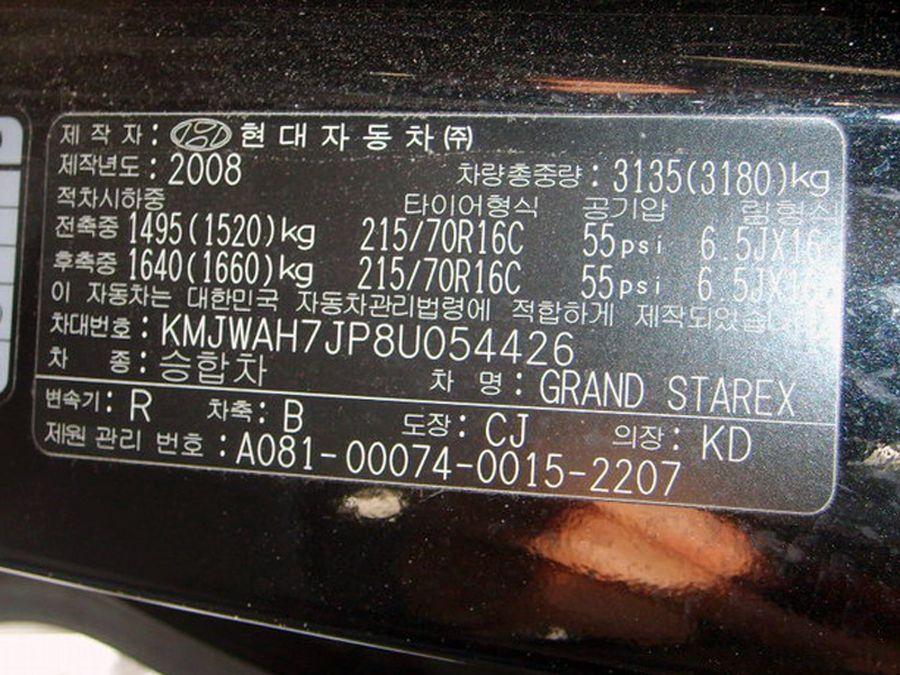 제 작 자 : 현대자동차㈜
제작년도 : 2008 차량총중량 : 3135(3180)kg
적차시하중 타이어형식 공기압 림형식
전축중 1495(1520)kg 215/70R16C 55psi 6.5JX16
후축중 1640(1660)kg 215/70R16C 55psi 6.5JX16
이 자동차는 대한민국 자동차관리법령에 적합하게 제작되었습니다
차대번호 : KMJWAH7JP8U054426
차 종 : 승합차 차 명 : GRAND STAREX
변속기 : R 차축 : B 도장 : CJ 의장 : KD
제원 관리 번호 : A081-00074-0015-2207